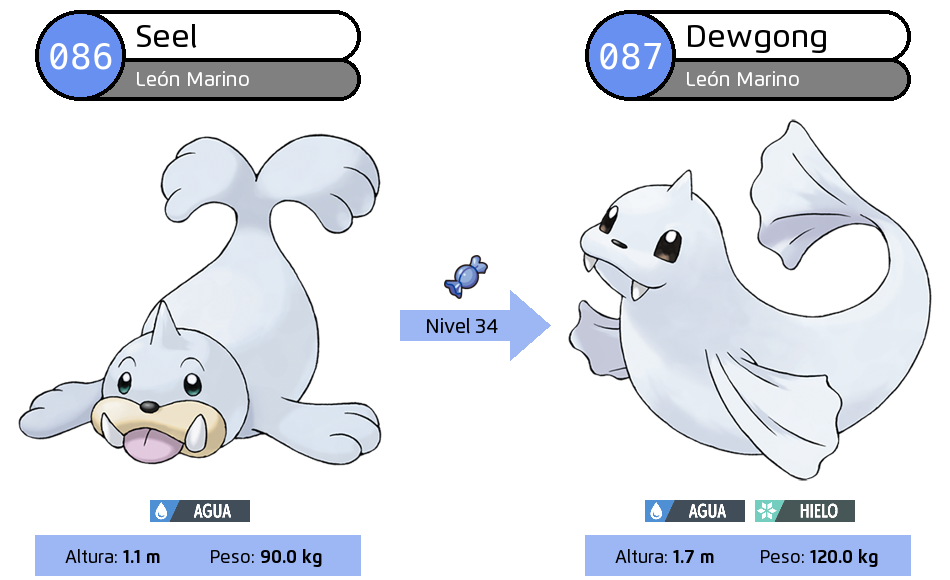 086
Seel
León Marino
087
Dewgong
León Marino
Nivel 34
AGUA
AGUA
HIELO
Altura: 1.1 m
Peso: 90.0 kg
Altura: 1.7 m
Peso: 120.0 kg